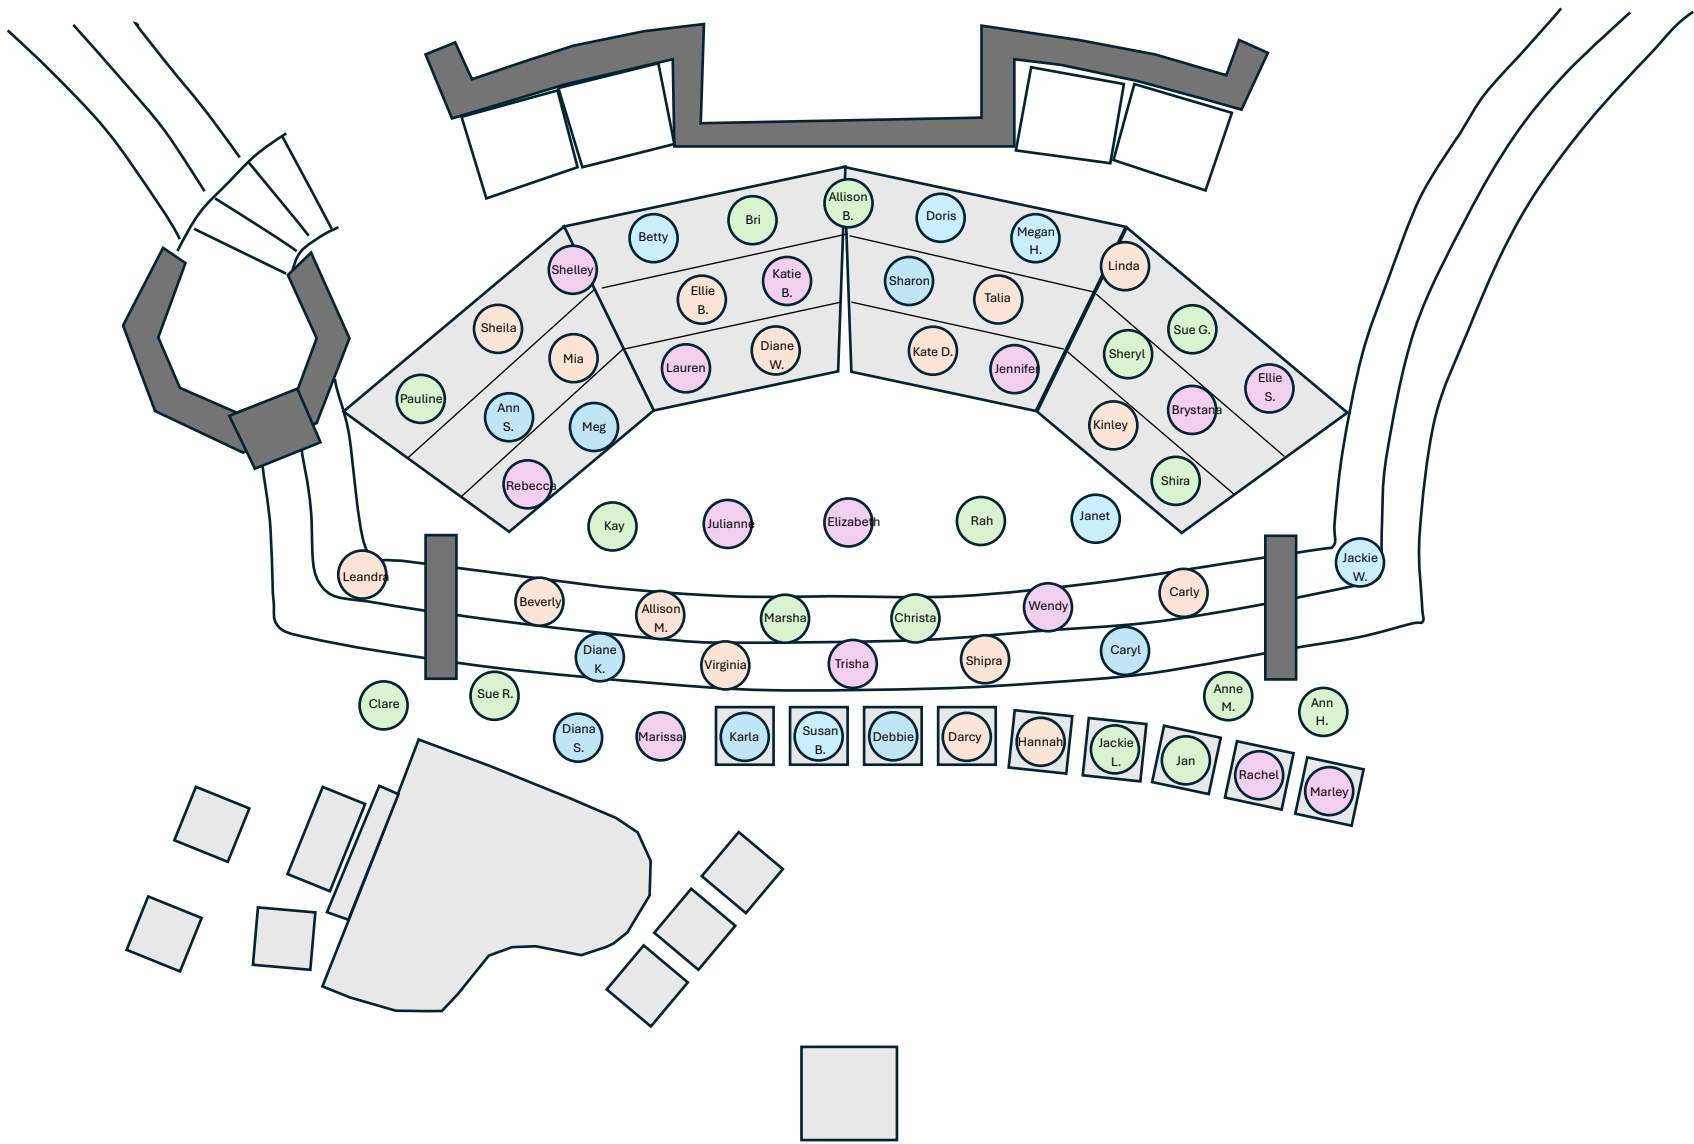 Allison
B.
Bri
Doris
Betty
Megan
H.
Shelley
Linda
Katie
B.
Sharon
Ellie
B.
Talia
Sheila
Sue G.
Mia
Diane
W.
Kate D.
Sheryl
Lauren
Jennifer
Ellie
S.
Pauline
Ann
S.
Brystana
Meg
Kinley
Rebecca
Shira
Kay
Julianne
Elizabeth
Rah
Janet
Leandra
Jackie
W.
Beverly
Allison
M.
Marsha
Christa
Wendy
Carly
Diane
K.
Virginia
Trisha
Shipra
Caryl
Clare
Sue R.
Anne
M.
Ann
H.
Diana
S.
Marissa
Karla
Susan
B.
Debbie
Darcy
Hannah
Jackie
L.
Jan
Rachel
Marley